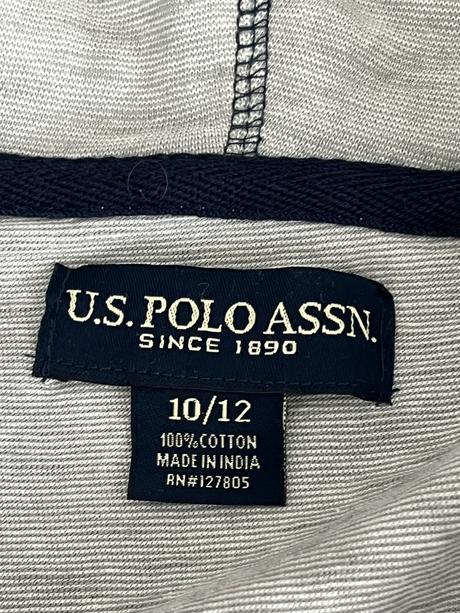 U.S. POLO ASSN.
SINCE 1890
10/12
100% COTTON
MADE IN INDIA
RN#127805